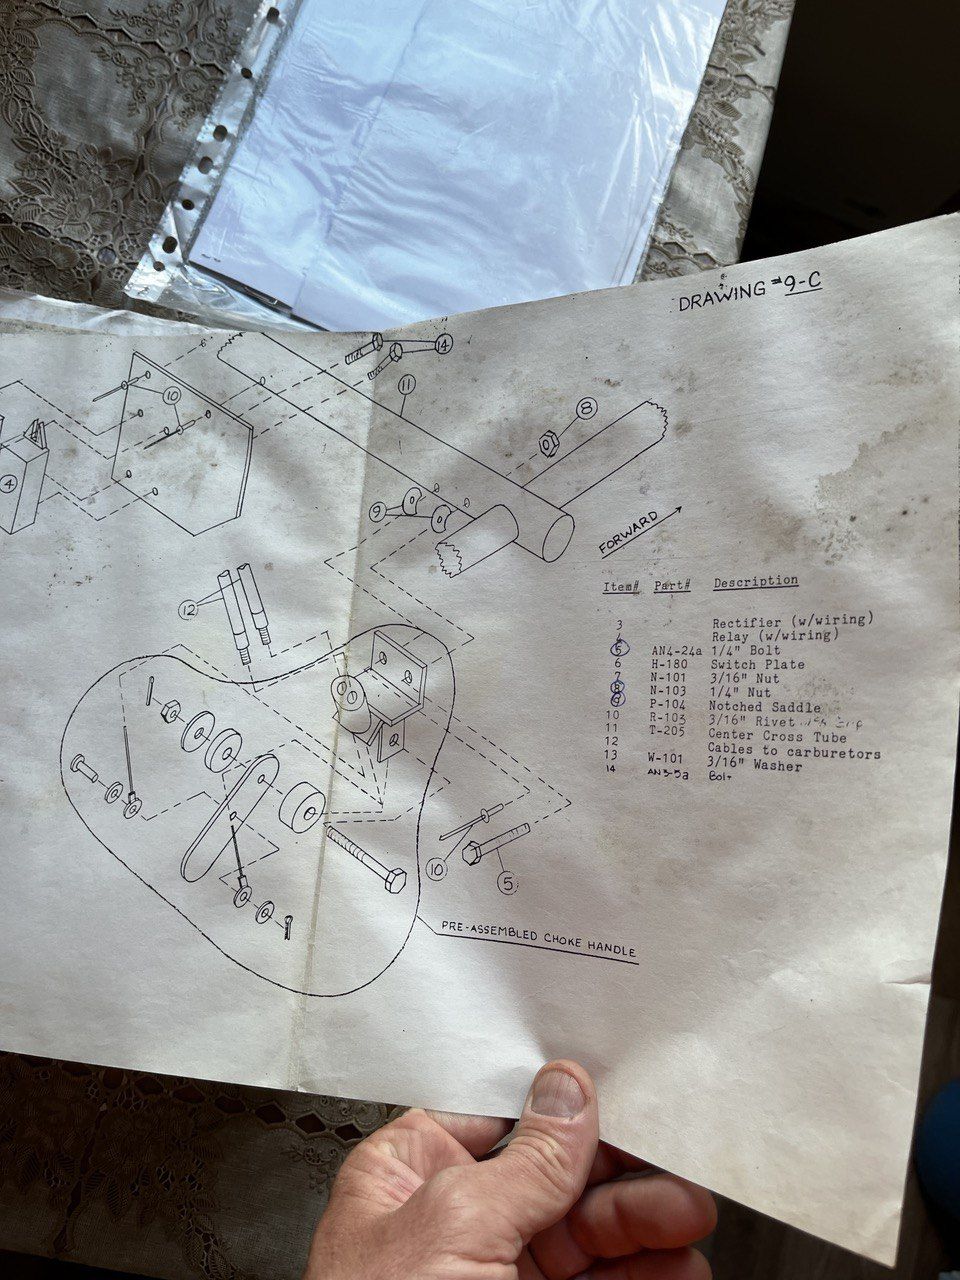 DRAWING #9-C
14
11
10
8
4
9
FORWARD
12
Item# Part# Description
3 Rectifier (w/wiring)
4 Relay (w/wiring)
5 AN4-24a 1/4" Bolt
6 H-180 Switch Plate
7 N-101 3/16" Nut
8 N-103 1/4" Nut
9 P-104 Notched Saddle
10 R-103 3/16" Rivet
11 T-205 Center Cross Tube
12 Cables to carburetors
13 W-101 3/16" Washer
14 AN3-5a Bolt
10
5
PRE-ASSEMBLED CHOKE HANDLE